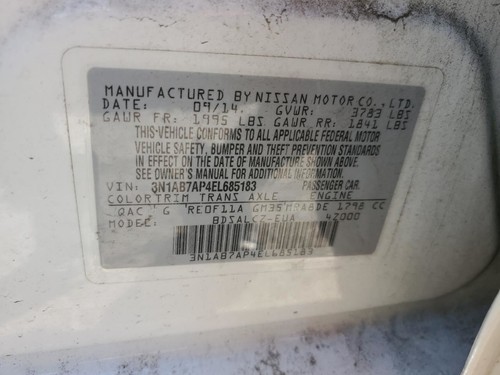 MANUFACTURED BY NISSAN MOTOR CO., LTD.
DATE: 09/14 GVWR: 3783 LBS
GAWR FR: 1995 LBS GAWR RR: 1841 LBS
THIS VEHICLE CONFORMS TO ALL APPLICABLE FEDERAL MOTOR
VEHICLE SAFETY, BUMPER AND THEFT PREVENTION STANDARDS
IN EFFECT ON THE DATE OF MANUFACTURE SHOWN ABOVE.
SEE OWNER'S MANUAL FOR ADDITIONAL INFORMATION.
VIN: 3N1AB7AP4EL685183 PASSENGER CAR.
COLOR TRIM TRANS AXLE ENGINE
QAC G RE0F11A GM35 MRA8DE 1798 CC
MODEL: BDSALCZ-EUA 42000
3N1AB7AP4EL685183